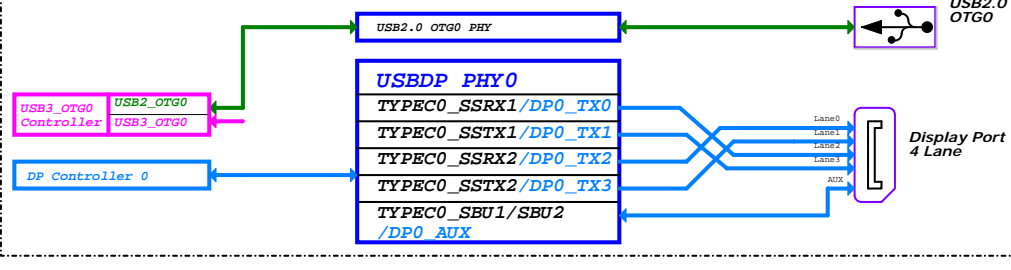 USB2.0
OTG0
USB2.0 OTG0 PHY
USBDP PHY0
TYPEC0_SSRX1/DP0_TX0
TYPEC0_SSTX1/DP0_TX1
TYPEC0_SSRX2/DP0_TX2
TYPEC0_SSTX2/DP0_TX3
TYPEC0_SBU1/SBU2
/DP0_AUX
USB3_OTG0
Controller
USB2_OTG0
USB3_OTG0
DP Controller 0
Lane0
Lane1
Lane2
Lane3
AUX
Display Port
4 Lane